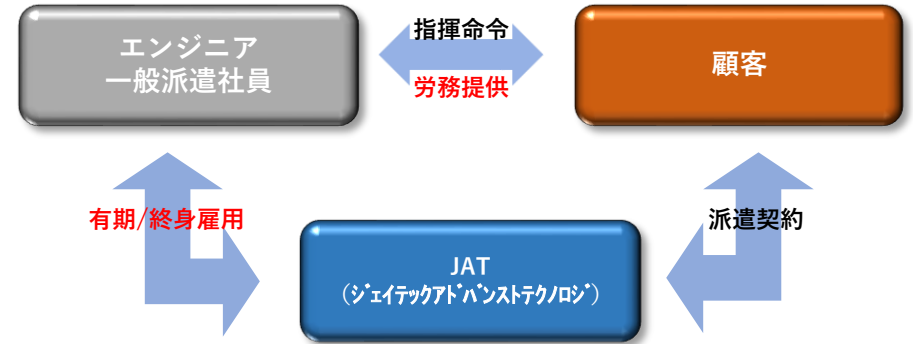 エンジニア
一般派遣社員
指揮命令
労務提供
顧客
有期/終身雇用
派遣契約
JAT
(ｼﾞｪｲﾃｯｸｱﾄﾞﾊﾞﾝｽﾄﾃｸﾉﾛｼﾞ)